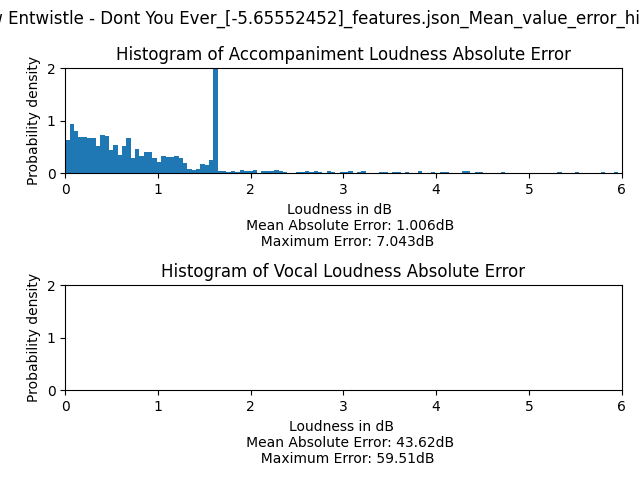 Entwistle - Dont You Ever_[-5.65552452]_features.json_Mean_value_error_hi
Histogram of Accompaniment Loudness Absolute Error
Probability density
2
1
0
0 1 2 3 4 5 6
Loudness in dB
Mean Absolute Error: 1.006dB
Maximum Error: 7.043dB
Histogram of Vocal Loudness Absolute Error
Probability density
2
1
0
0 1 2 3 4 5 6
Loudness in dB
Mean Absolute Error: 43.62dB
Maximum Error: 59.51dB